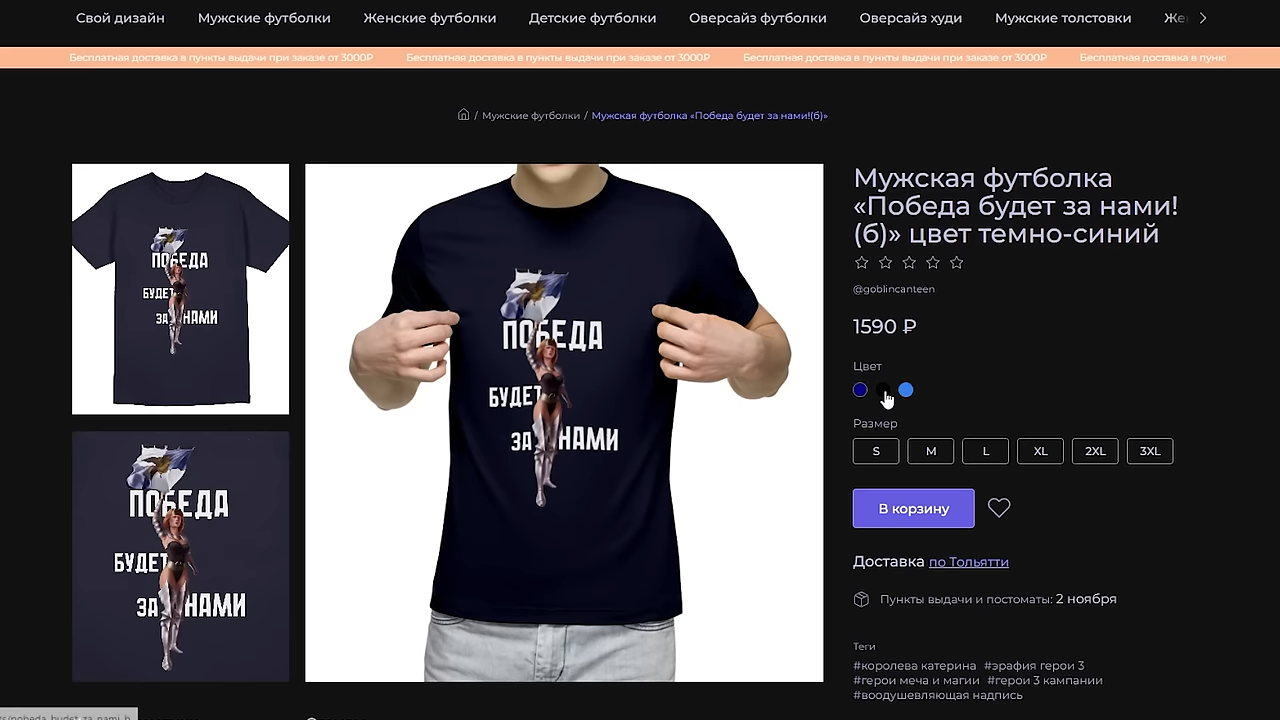 Свой дизайн
Мужские футболки
Женские футболки
Детские футболки
Оверсайз футболки
Оверсайз худи
Мужские толстовки
Бесплатная доставка в пункты выдачи при заказе от 3000₽
Бесплатная доставка в пункты выдачи при заказе от 3000₽
Бесплатная доставка в пункты выдачи при заказе от 3000₽
Бесплатная доставка в
/ Мужские футболки / Мужская футболка «Победа будет за нами!(б)»
ПОБЕДА
БУДЕТ
ЗА НАМИ
ПОБЕДА
БУДЕТ
ЗА НАМИ
ПОБЕДА
БУДЕТ
ЗА НАМИ
Мужская футболка
«Победа будет за нами!
(б)» цвет темно-синий
@goblincanteen
1590 ₽
Цвет
Размер
S
M
L
XL
2XL
3XL
В корзину
Доставка по Тольятти
Пункты выдачи и постоматы: 2 ноября
Теги
#королева катерина #эрафия герои 3
#герои меча и магии #герои 3 кампании
#воодушевляющая надпись